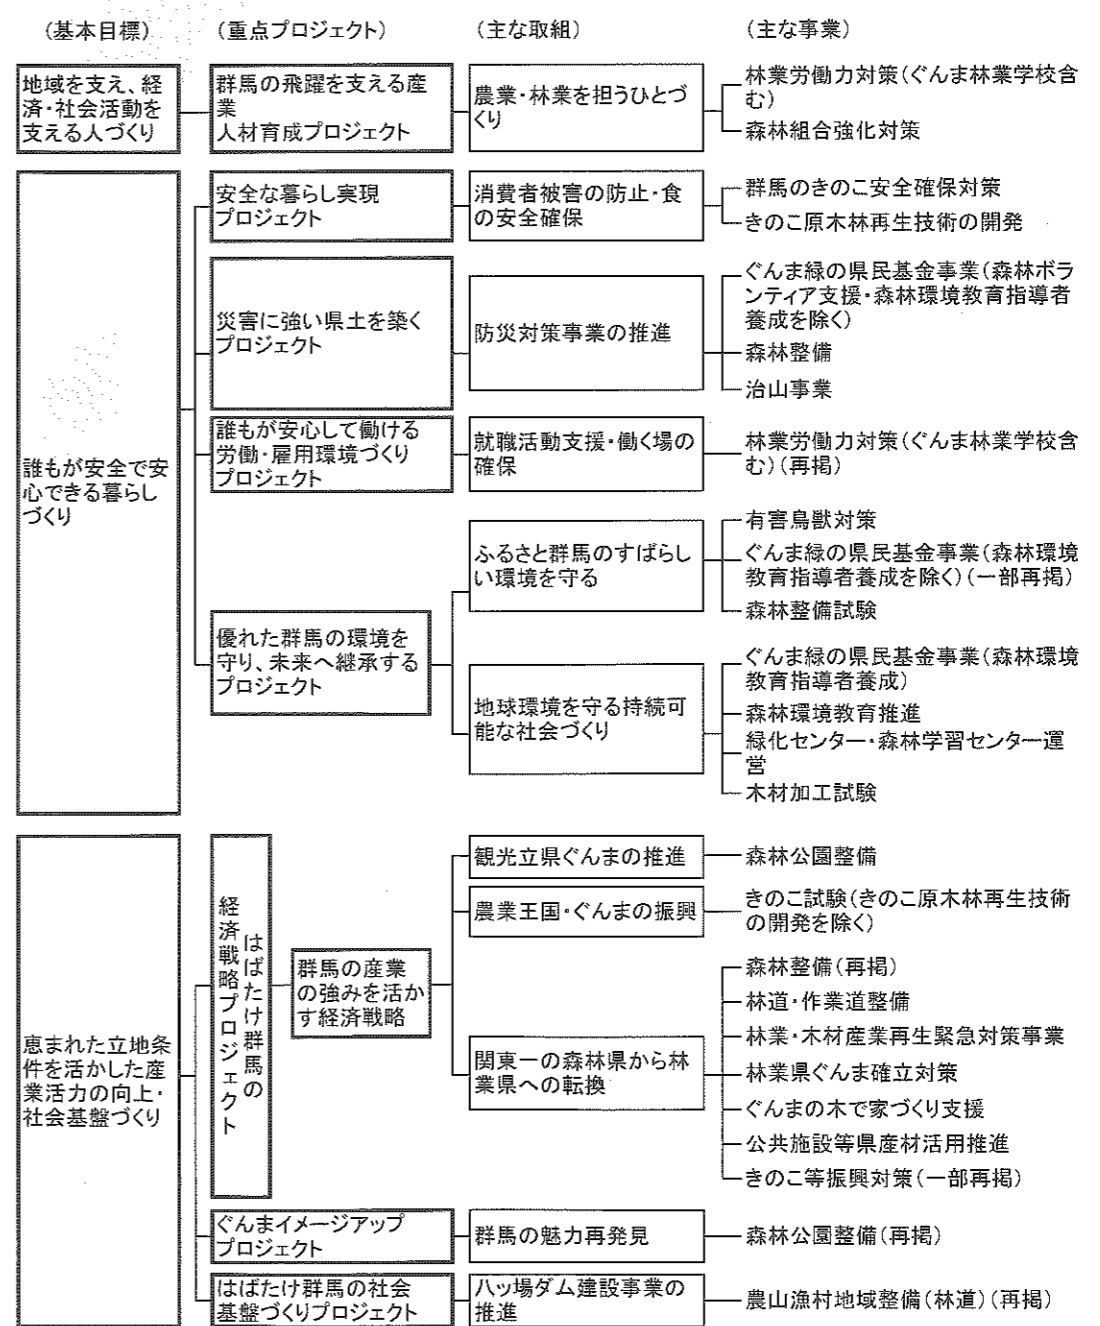 (基本目標)
(重点プロジェクト)
(主な取組)
(主な事業)
地域を支え、経
済・社会活動を
支える人づくり
群馬の飛躍を支える産
業
人材育成プロジェクト
農業・林業を担うひとづ
くり
林業労働力対策(ぐんま林業学校含
む)
森林組合強化対策
誰もが安全で安
心できる暮らし
づくり
安全な暮らし実現
プロジェクト
消費者被害の防止・食
の安全確保
群馬のきのこ安全確保対策
きのこ原木林再生技術の開発
災害に強い県土を築く
プロジェクト
防災対策事業の推進
ぐんま緑の県民基金事業(森林ボラ
ンティア支援・森林環境教育指導者
養成を除く)
森林整備
治山事業
誰もが安心して働ける
労働・雇用環境づくり
プロジェクト
就職活動支援・働く場の
確保
林業労働力対策(ぐんま林業学校含
む)(再掲)
優れた群馬の環境を
守り、未来へ継承する
プロジェクト
ふるさと群馬のすばらし
い環境を守る
有害鳥獣対策
ぐんま緑の県民基金事業(森林環境
教育指導者養成を除く)(一部再掲)
森林整備試験
地球環境を守る持続可
能な社会づくり
ぐんま緑の県民基金事業(森林環境
教育指導者養成)
森林環境教育推進
緑化センター・森林学習センター運
営
木材加工試験
恵まれた立地条
件を活かした産
業活力の向上・
社会基盤づくり
はばたけ群馬の
経済戦略プロジェクト
群馬の産業
の強みを活か
す経済戦略
観光立県ぐんまの推進
森林公園整備
農業王国・ぐんまの振興
きのこ試験(きのこ原木林再生技術
の開発を除く)
関東一の森林県から林
業県への転換
森林整備(再掲)
林道・作業道整備
林業・木材産業再生緊急対策事業
林業県ぐんま確立対策
ぐんまの木で家づくり支援
公共施設等県産材活用推進
きのこ等振興対策(一部再掲)
ぐんまイメージアップ
プロジェクト
群馬の魅力再発見
森林公園整備(再掲)
はばたけ群馬の社会
基盤づくりプロジェクト
八ッ場ダム建設事業の
推進
農山漁村地域整備(林道)(再掲)